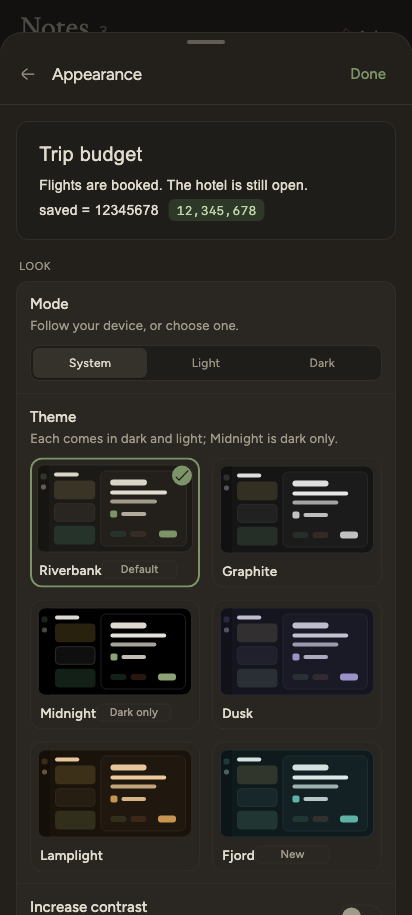 Notes 3
Appearance
Done
Trip budget
Flights are booked. The hotel is still open.
saved = 12345678 12,345,678
LOOK
Mode
Follow your device, or choose one.
System Light Dark
Theme
Each comes in dark and light; Midnight is dark only.
Riverbank Default
Graphite
Midnight Dark only
Dusk
Lamplight
Fjord New
Increase contrast